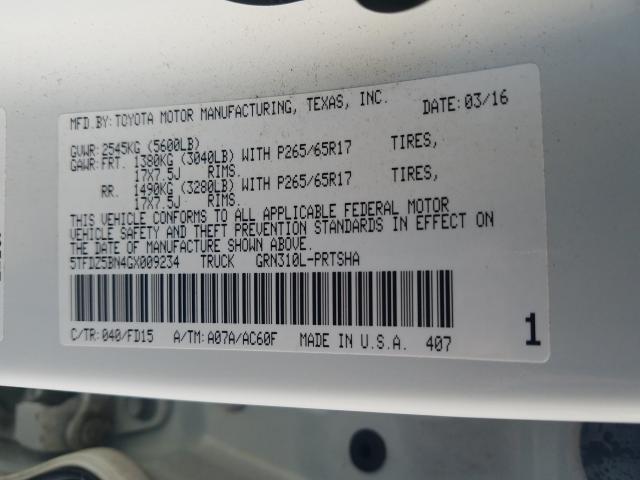 MFD.BY: TOYOTA MOTOR MANUFACTURING, TEXAS, INC. DATE: 03/16
GVWR: 2545KG (5600LB)
GAWR: FRT. 1380KG (3040LB) WITH P265/65R17 TIRES,
17X7.5J RIMS.
RR. 1490KG (3280LB) WITH P265/65R17 TIRES,
17X7.5J RIMS.
THIS VEHICLE CONFORMS TO ALL APPLICABLE FEDERAL MOTOR
VEHICLE SAFETY AND THEFT PREVENTION STANDARDS IN EFFECT ON
THE DATE OF MANUFACTURE SHOWN ABOVE.
5TFDZ5BN4GX009234 TRUCK GRN310L-PRTSHA
C/TR: 040/FD15 A/TM: A07A/AC60F MADE IN U.S.A. 407 1